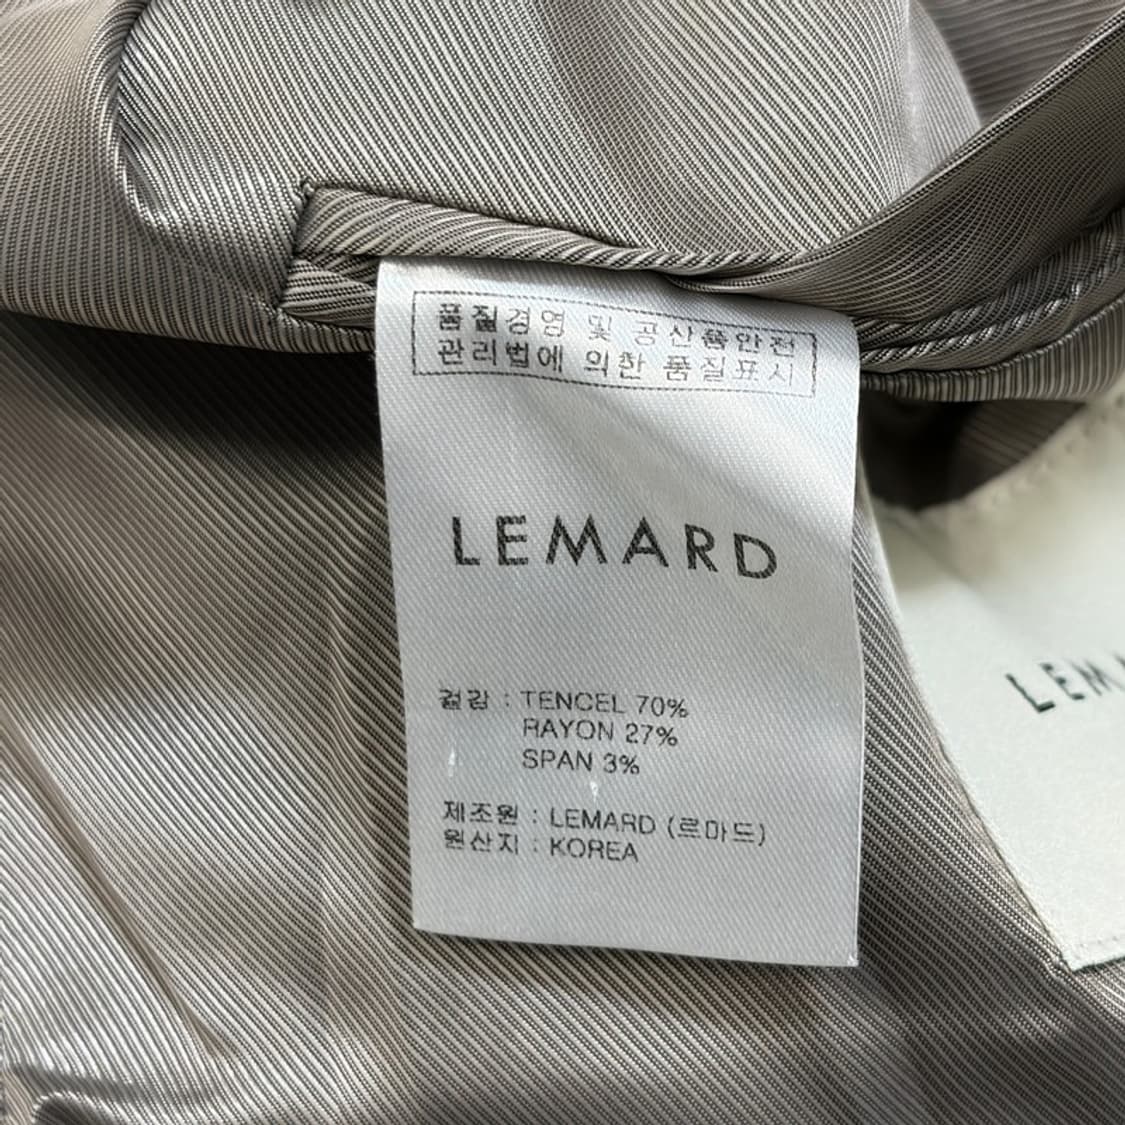 품질경영 및 공산품안전
관리법에 의한 품질표시
LEMARD
겉감 : TENCEL 70%
RAYON 27%
SPAN 3%
제조원 : LEMARD (르마드)
원산지 : KOREA
LEM